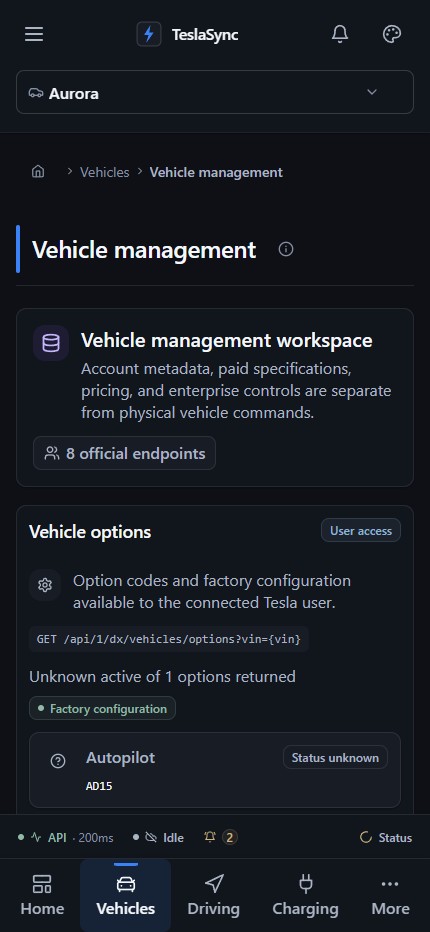 TeslaSync
Aurora
Vehicles
Vehicle management
Vehicle management
Vehicle management workspace
Account metadata, paid specifications,
pricing, and enterprise controls are separate
from physical vehicle commands.
8 official endpoints
Vehicle options
User access
Option codes and factory configuration
available to the connected Tesla user.
GET /api/1/dx/vehicles/options?vin={vin}
Unknown active of 1 options returned
Factory configuration
Autopilot
Status unknown
AD15
API · 200ms
Idle
2
Status
Home
Vehicles
Driving
Charging
More